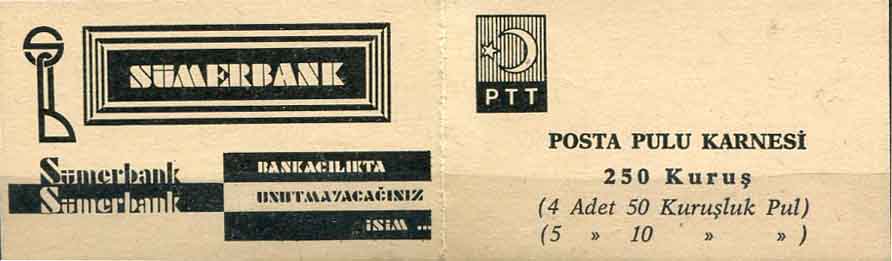 SÜMERBANK
Sümerbank
Sümerbank
BANKACILIKTA
UNUTMAYACAĞINIZ
İSİM ...
PTT
POSTA PULU KARNESİ
250 Kuruş
(4 Adet 50 Kuruşluk Pul)
(5 » 10 » » )